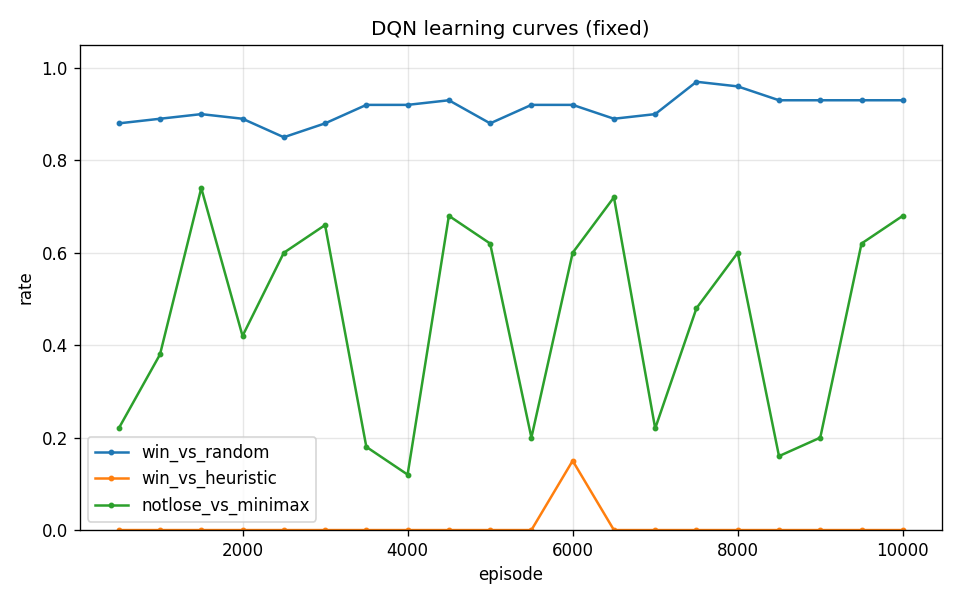 DQN learning curves (fixed)
1.0
0.8
0.6
0.4
0.2
0.0
rate
win_vs_random
win_vs_heuristic
notlose_vs_minimax
2000 4000 6000 8000 10000
episode